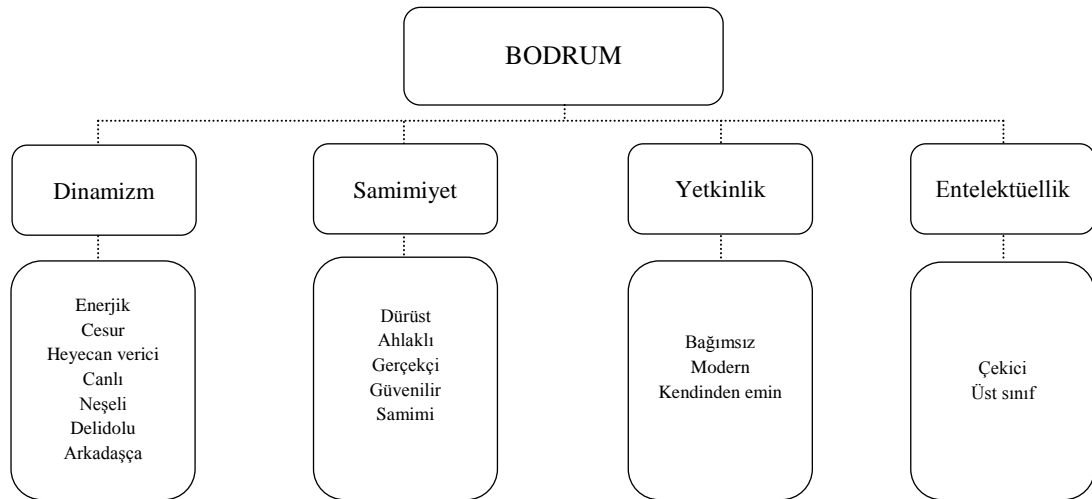 BODRUM
Dinamizm
Samimiyet
Yetkinlik
Entelektüellik
Enerjik
Cesur
Heyecan verici
Canlı
Neşeli
Delidolu
Arkadaşça
Dürüst
Ahlaklı
Gerçekçi
Güvenilir
Samimi
Bağımsız
Modern
Kendinden emin
Çekici
Üst sınıf